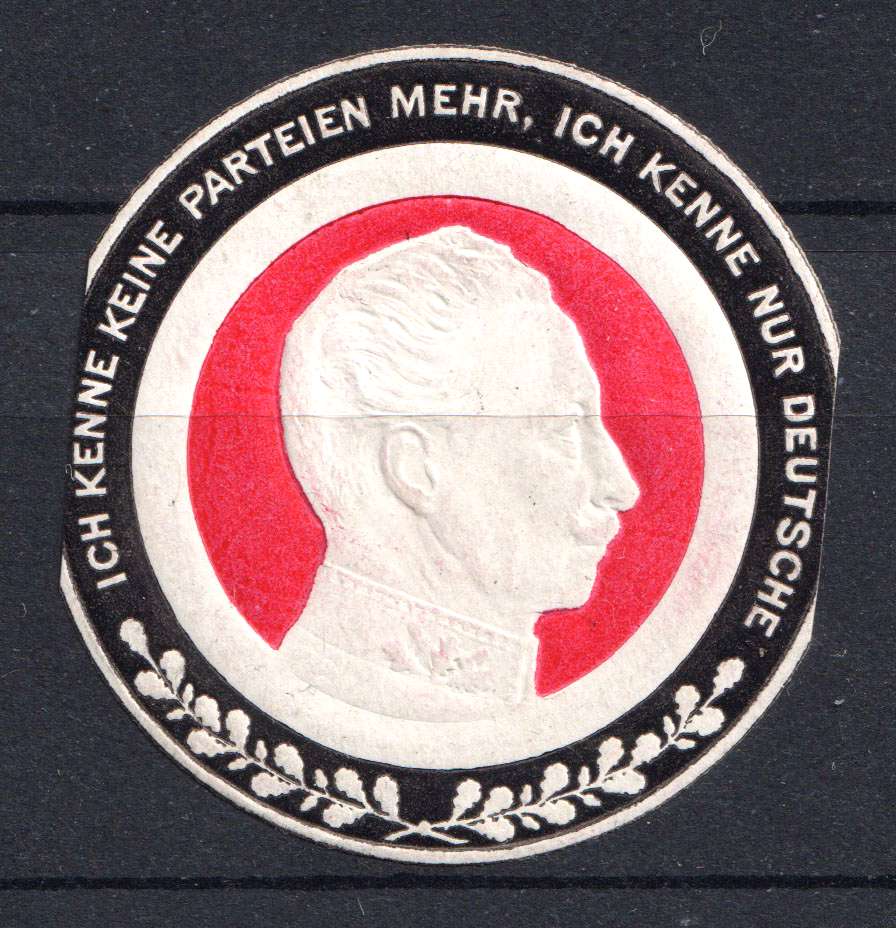 ICH KENNE KEINE PARTEIEN MEHR, ICH KENNE NUR DEUTSCHE